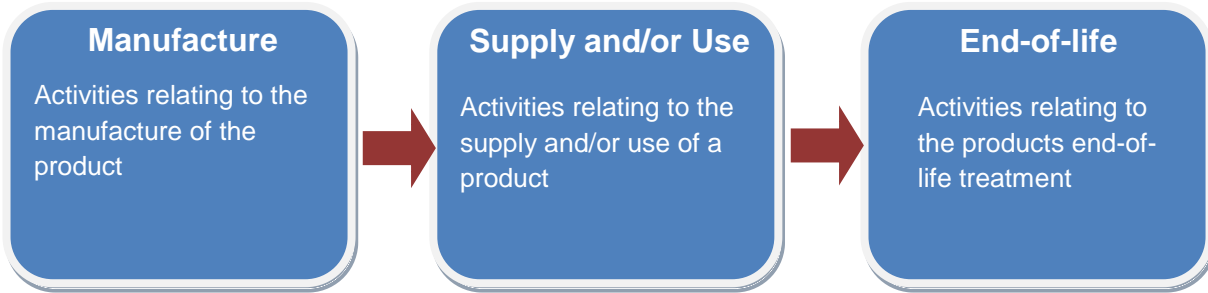 Manufacture
Activities relating to the
manufacture of the
product
Supply and/or Use
Activities relating to the
supply and/or use of a
product
End-of-life
Activities relating to
the products end-of-
life treatment